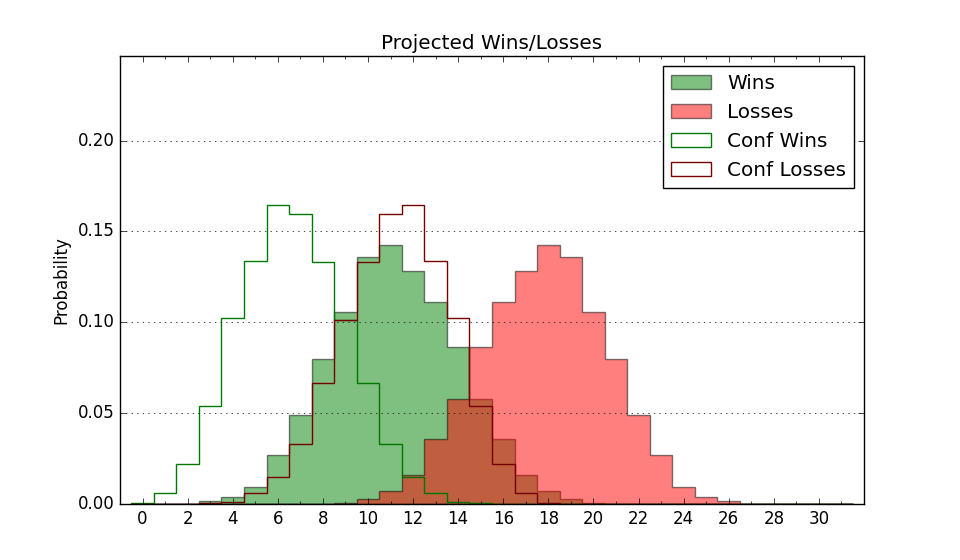 Projected Wins/Losses
Wins
Losses
Conf Wins
Conf Losses
Probability
0.20
0.15
0.10
0.05
0.00
0 2 4 6 8 10 12 14 16 18 20 22 24 26 28 30